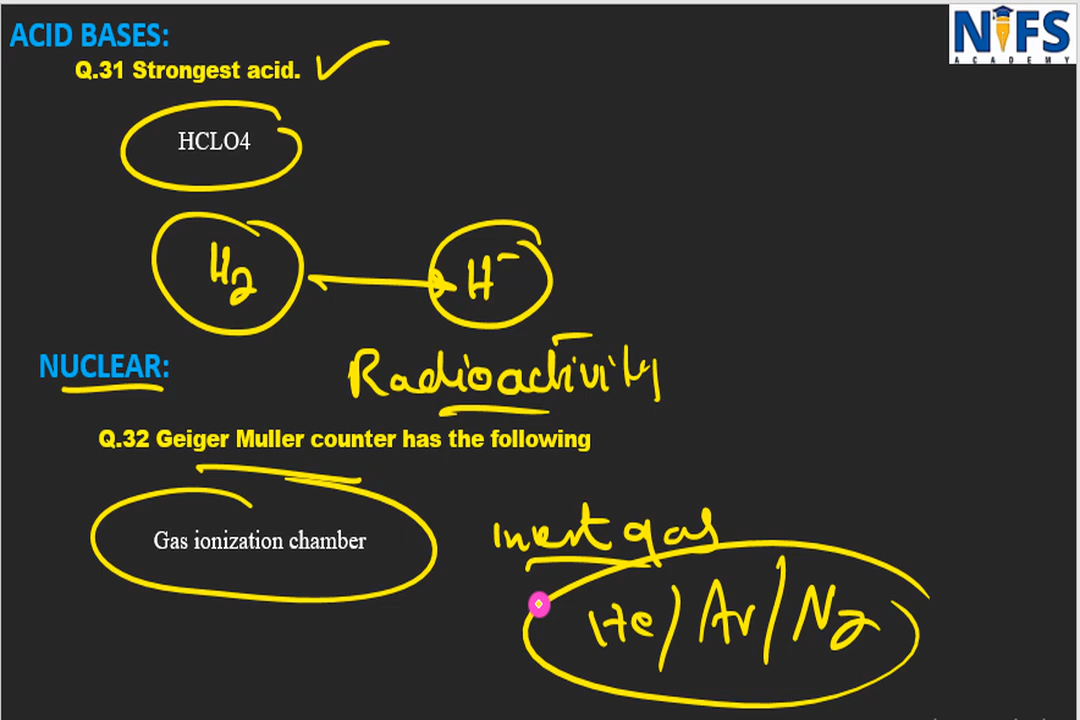 ACID BASES:
NIFS
ACADEMY
Q.31 Strongest acid.
HCLO4
H2
H-
NUCLEAR:
Radioactivity
Q.32 Geiger Muller counter has the following
Gas ionization chamber
inert gas
He/Ar/N2